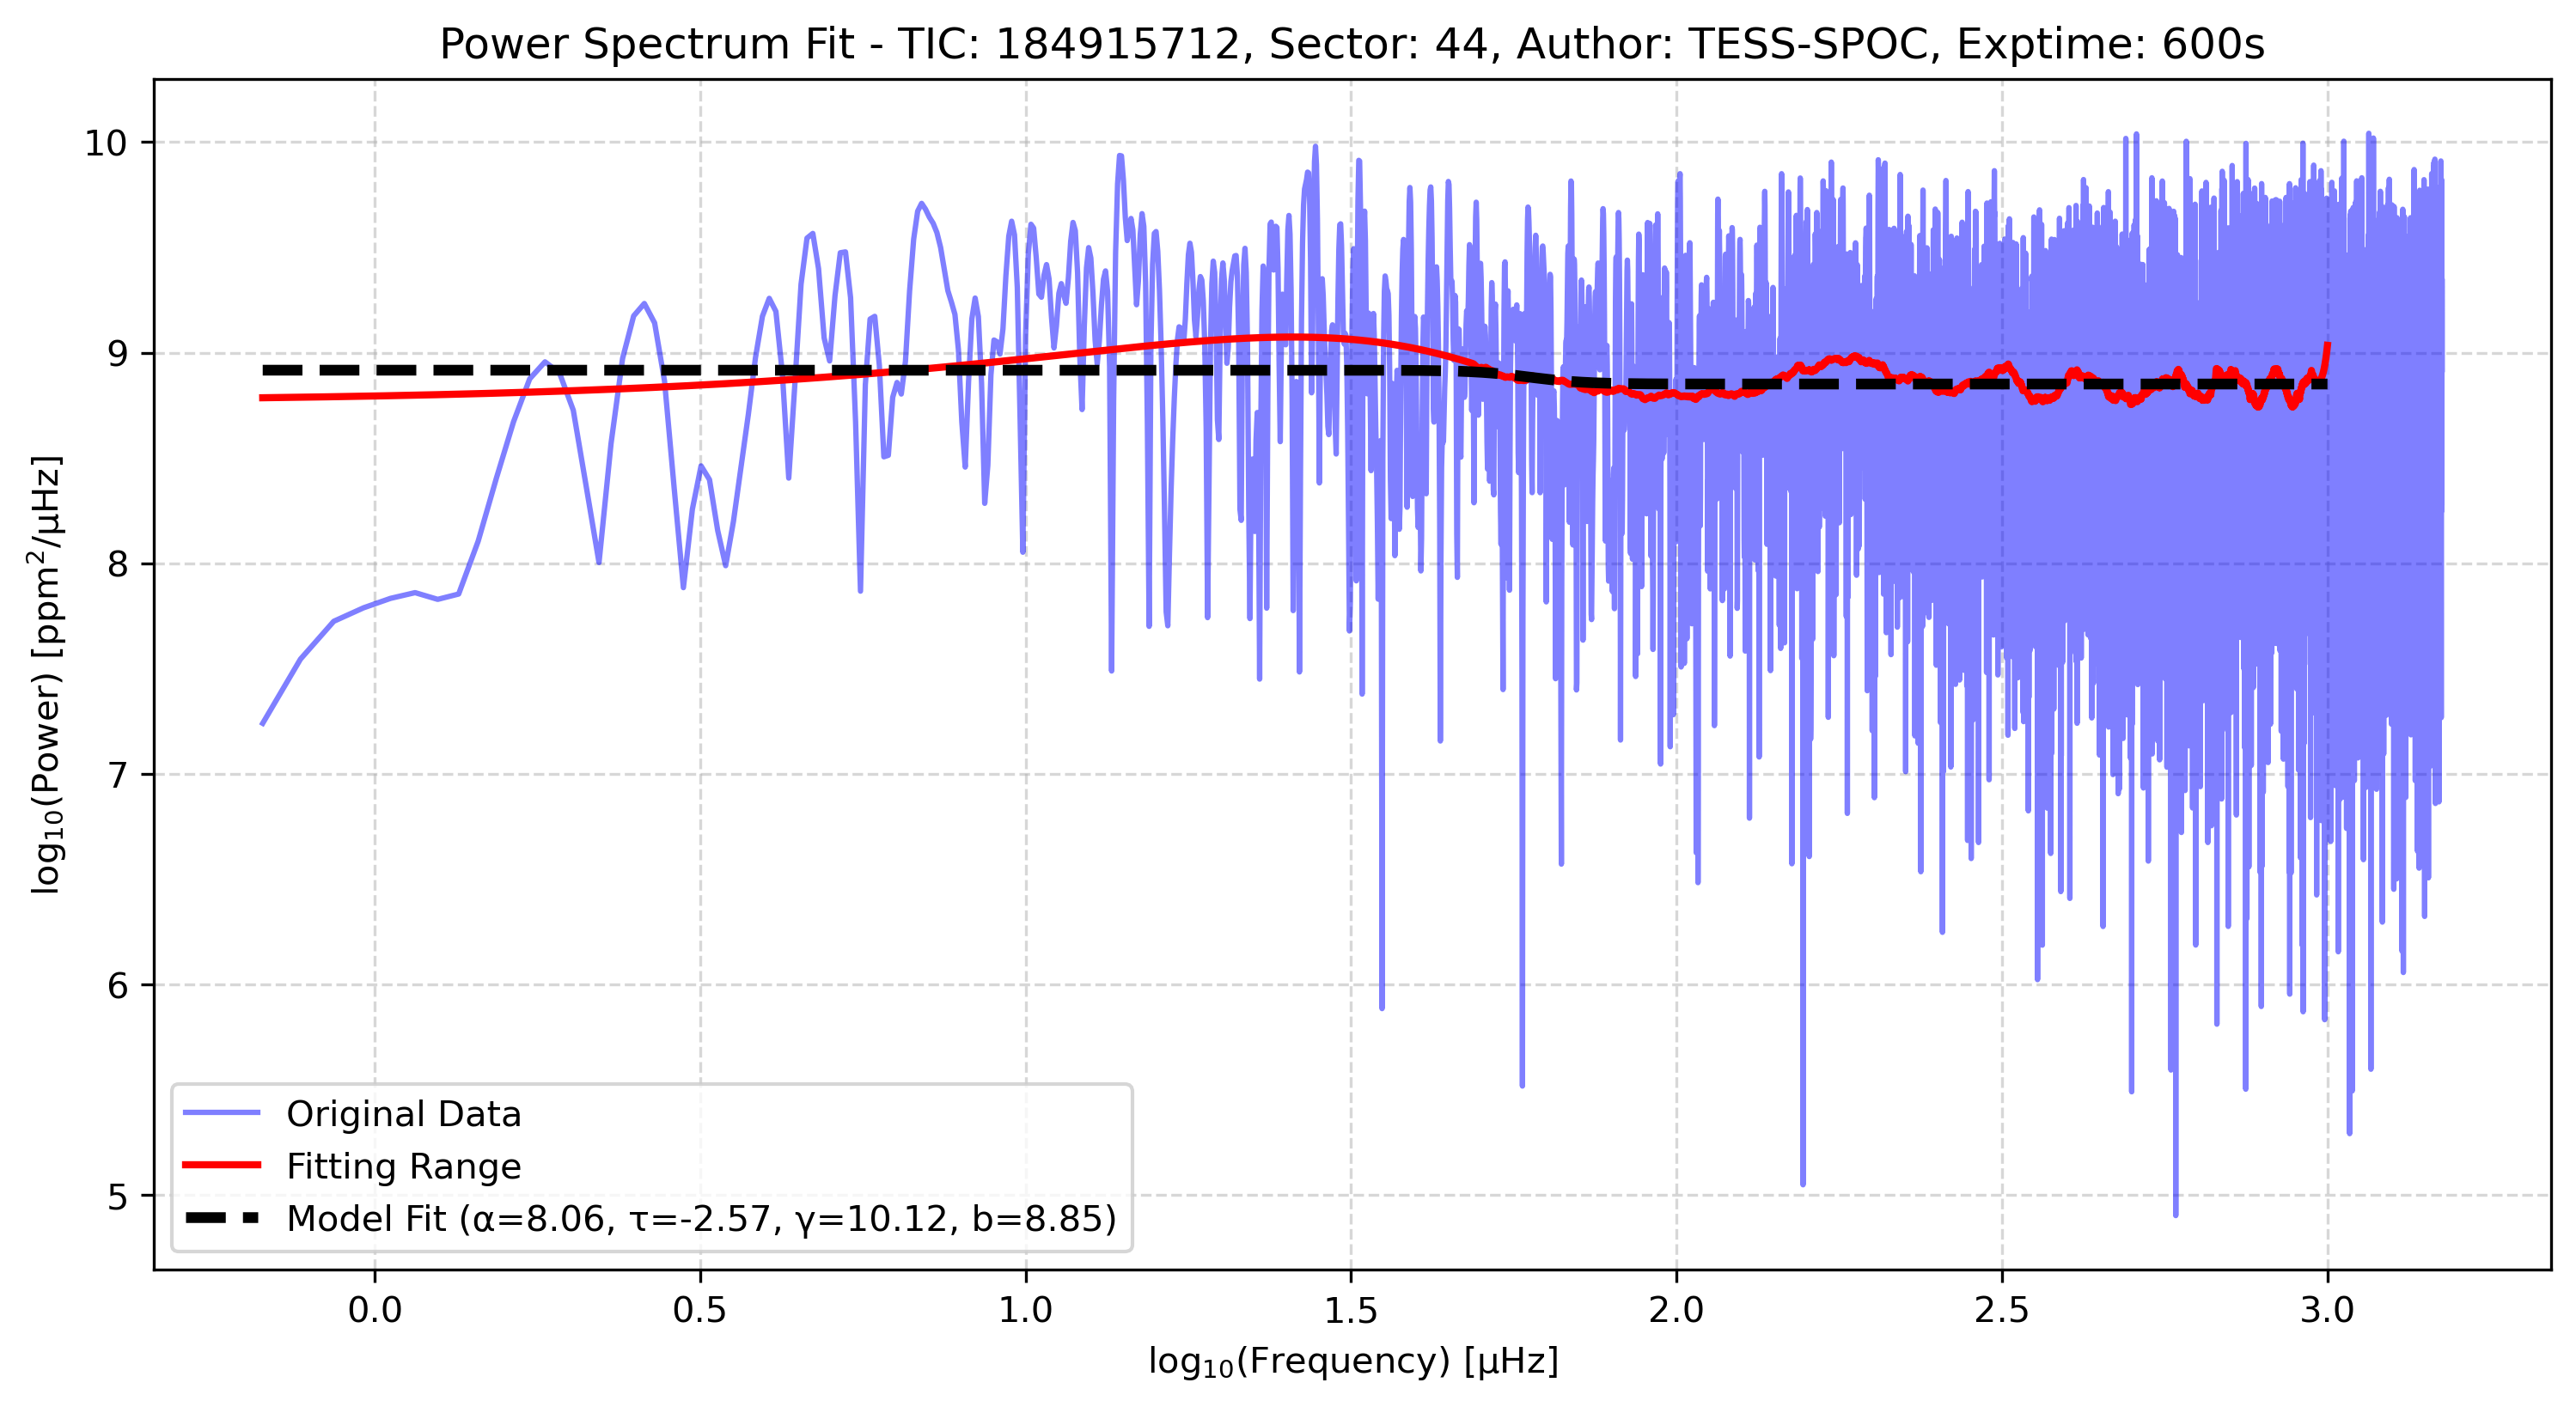 Power Spectrum Fit - TIC: 184915712, Sector: 44, Author: TESS-SPOC, Exptime: 600s
log₁₀(Power) [ppm²/μHz]
10
9
8
7
6
5
Original Data
Fitting Range
Model Fit (α=8.06, τ=-2.57, γ=10.12, b=8.85)
0.0 0.5 1.0 1.5 2.0 2.5 3.0
log₁₀(Frequency) [μHz]